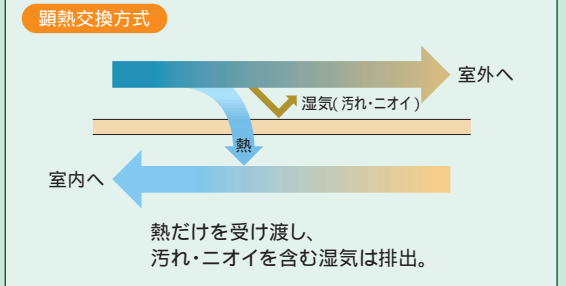 顕熱交換方式
室外へ
湿気(汚れ・ニオイ)
熱
室内へ
熱だけを受け渡し、
汚れ・ニオイを含む湿気は排出。